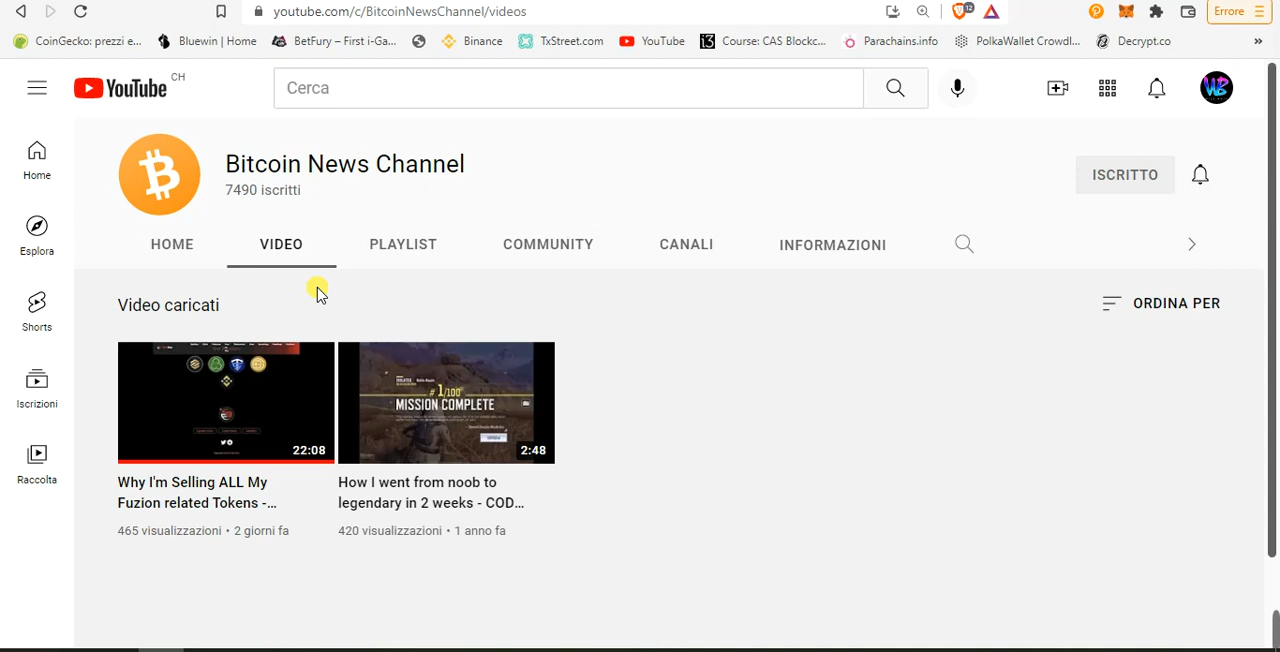 youtube.com/c/BitcoinNewsChannel/videos
12
Errore
CoinGecko: prezzi e...
Bluewin | Home
BetFury – First i-Ga...
Binance
TxStreet.com
YouTube
Course: CAS Blockc...
Parachains.info
PolkaWallet Crowdl...
Decrypt.co
»
YouTube CH
Cerca
Home
Esplora
Shorts
Iscrizioni
Raccolta
Bitcoin News Channel
7490 iscritti
ISCRITTO
HOME
VIDEO
PLAYLIST
COMMUNITY
CANALI
INFORMAZIONI
Video caricati
ORDINA PER
22:08
# 1/100
MISSION COMPLETE
2:48
Why I'm Selling ALL My
Fuzion related Tokens -...
465 visualizzazioni • 2 giorni fa
How I went from noob to
legendary in 2 weeks - COD...
420 visualizzazioni • 1 anno fa